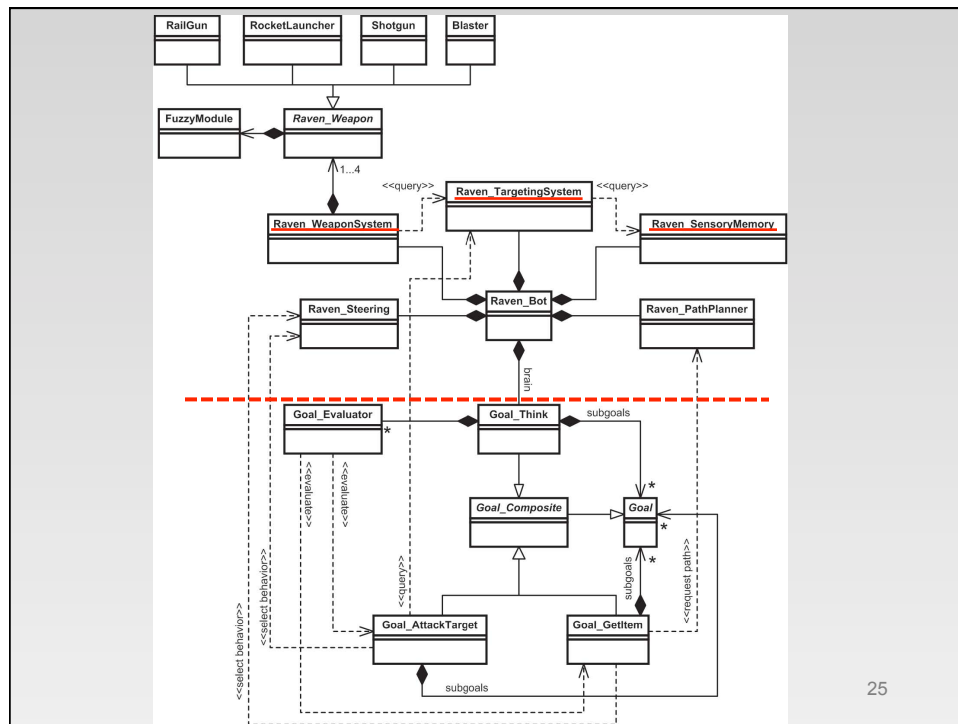 RailGun RocketLauncher Shotgun Blaster
FuzzyModule Raven_Weapon
1...4
<<query>> Raven_TargetingSystem <<query>>
Raven_WeaponSystem Raven_SensoryMemory
Raven_Steering Raven_Bot Raven_PathPlanner
brain
Goal_Evaluator Goal_Think subgoals
*
<<evaluate>> <<evaluate>>
Goal_Composite Goal * *
<<select behavior>> <<select behavior>> <<query>> subgoals * <<request path>>
Goal_AttackTarget Goal_GetItem
subgoals
25